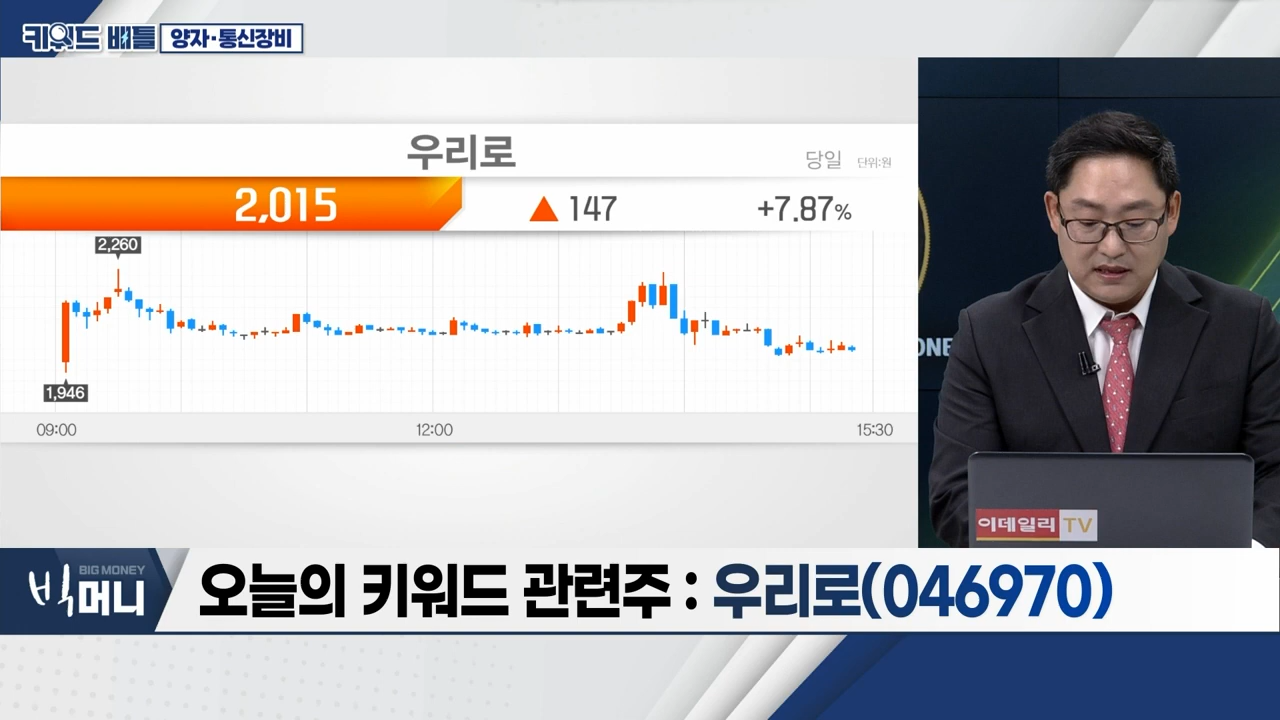 키워드 배틀 양자·통신장비
우리로
당일 단위:원
2,015 ▲ 147 +7.87%
2,260
1,946
09:00 12:00 15:30
ONE
이데일리 TV
BIG MONEY
빅머니
오늘의 키워드 관련주 : 우리로(046970)